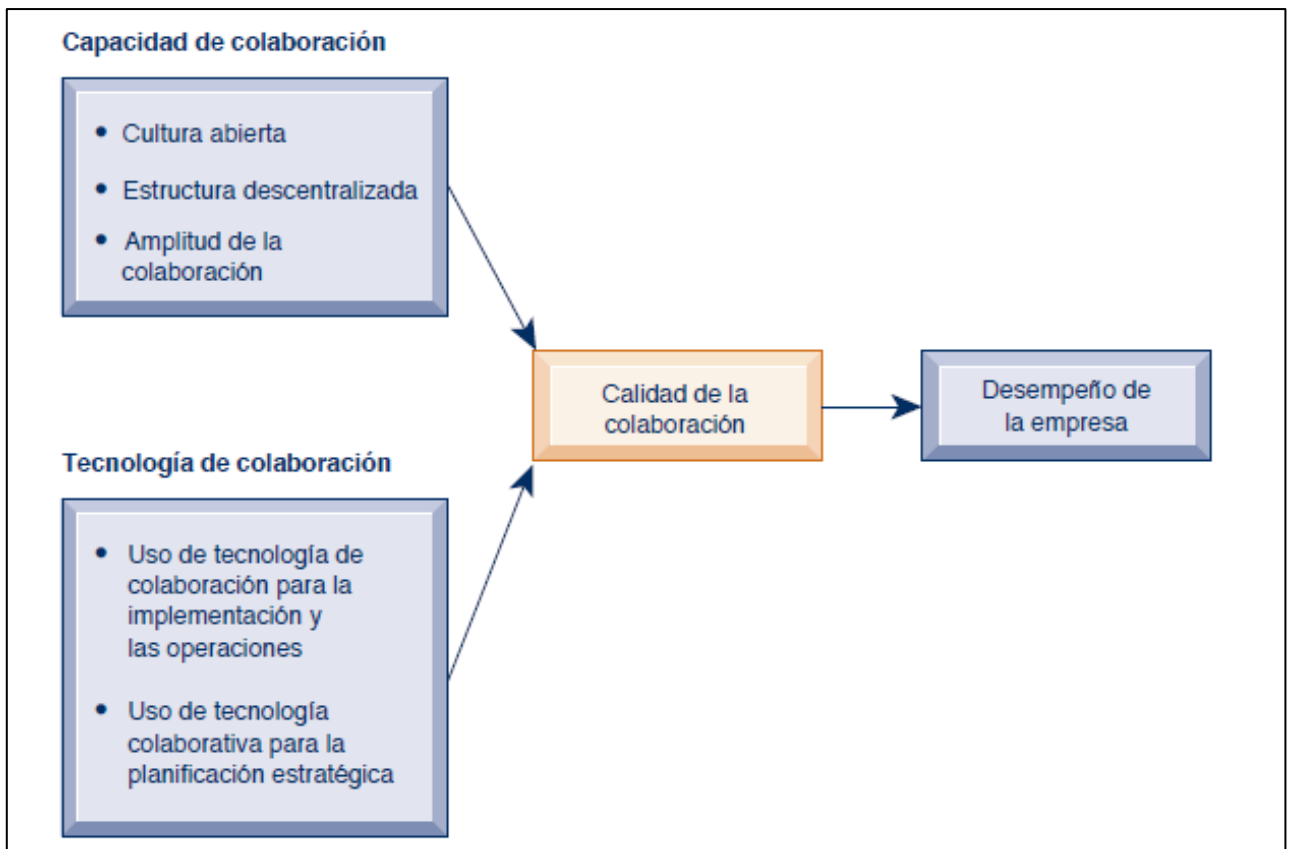 Capacidad de colaboración
• Cultura abierta
• Estructura descentralizada
• Amplitud de la
colaboración
Calidad de la
colaboración
Desempeño de
la empresa
Tecnología de colaboración
• Uso de tecnología de
colaboración para la
implementación y
las operaciones
• Uso de tecnología
colaborativa para la
planificación estratégica